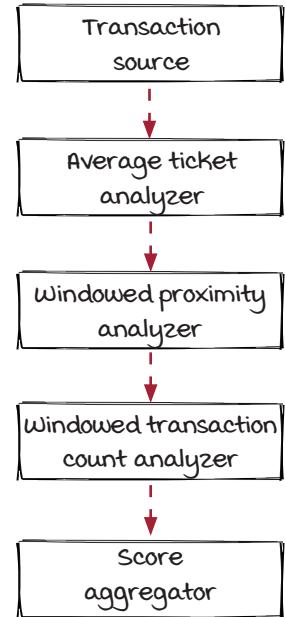 Transaction
source
Average ticket
analyzer
Windowed proximity
analyzer
Windowed transaction
count analyzer
Score
aggregator